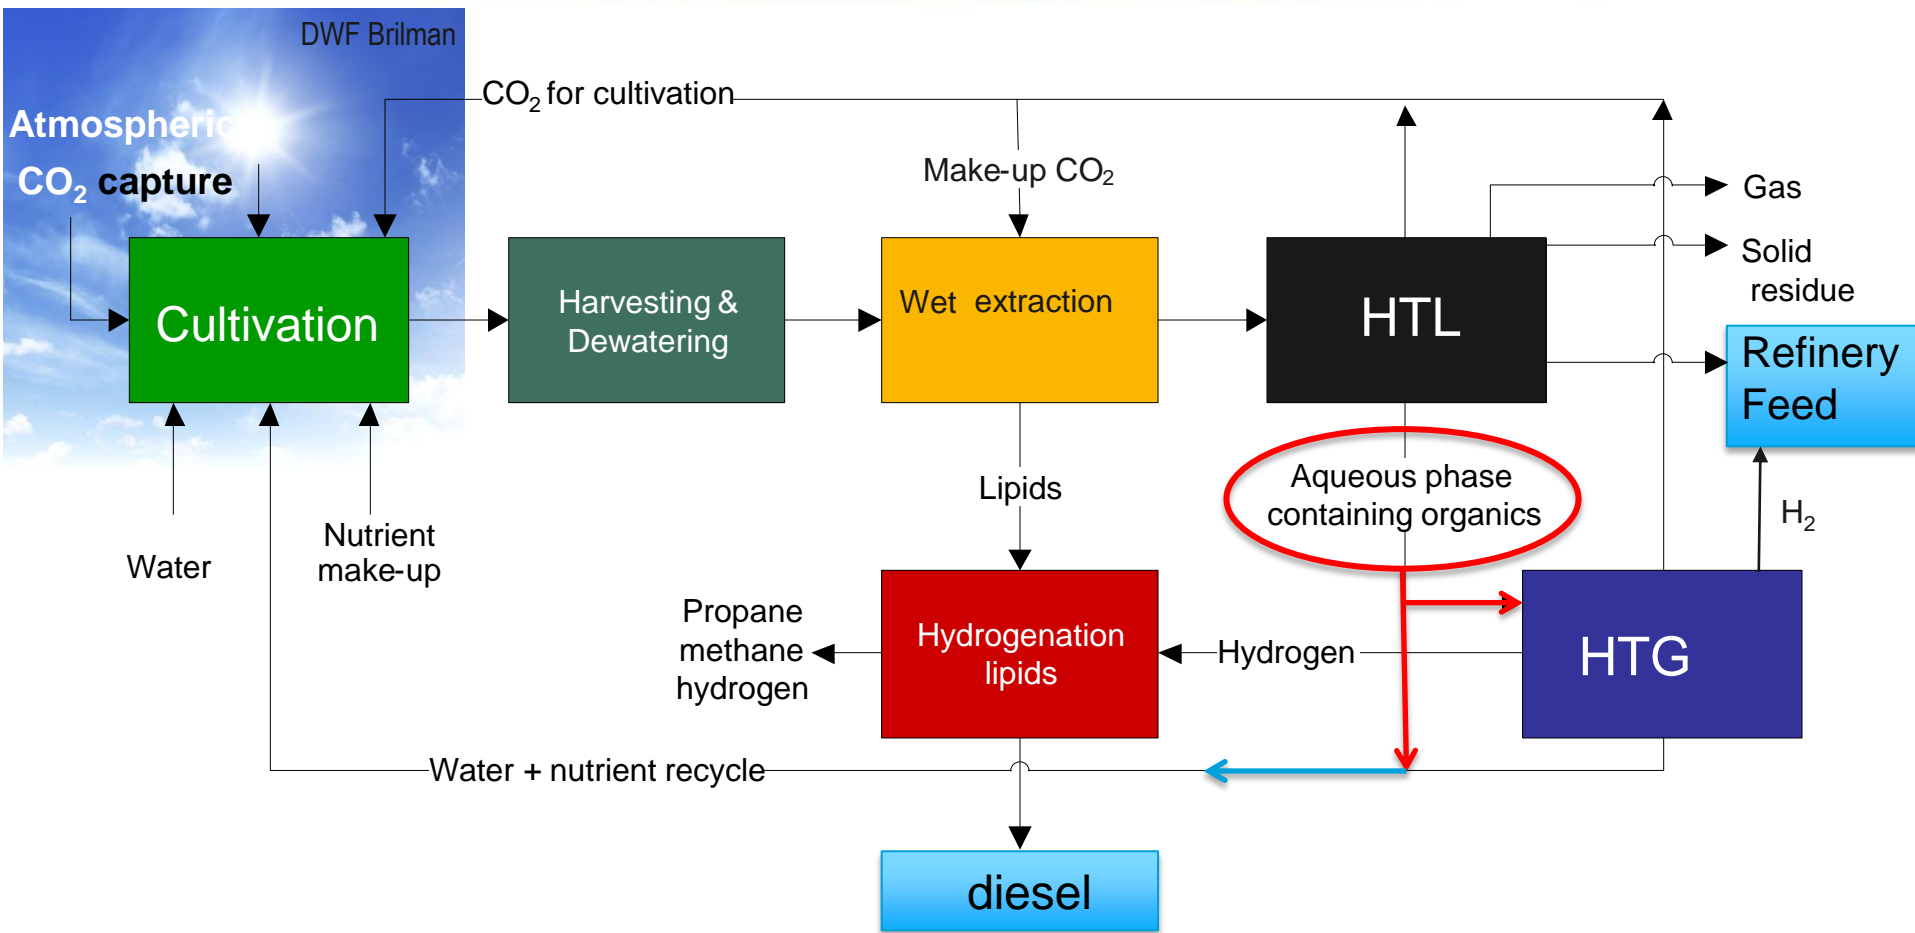 DWF Brilman
CO₂ for cultivation
Atmospheric
CO₂ capture
Make-up CO₂
Gas
Solid
residue
Cultivation
Harvesting &
Dewatering
Wet extraction
HTL
Refinery
Feed
Aqueous phase
containing organics
Lipids
H₂
Water
Nutrient
make-up
Propane
methane
hydrogen
Hydrogenation
lipids
Hydrogen
HTG
Water + nutrient recycle
diesel